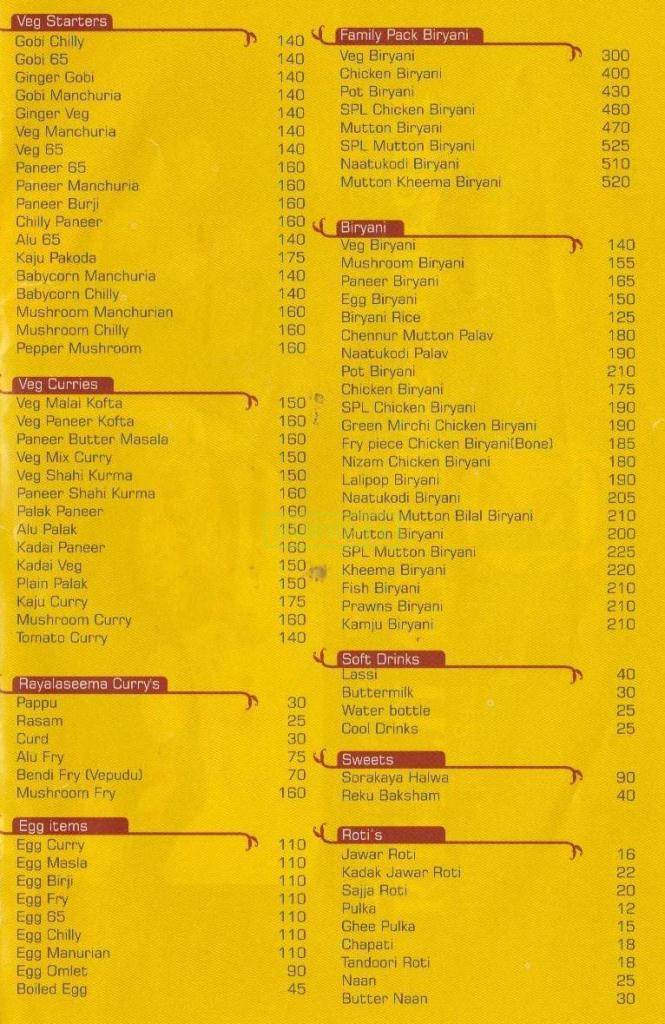 Veg Starters
Gobi Chilly 140
Gobi 65 140
Ginger Gobi 140
Gobi Manchuria 140
Ginger Veg 140
Veg Manchuria 140
Veg 65 140
Paneer 65 160
Paneer Manchuria 160
Paneer Burji 160
Chilly Paneer 160
Alu 65 140
Kaju Pakoda 175
Babycorn Manchuria 140
Babycorn Chilly 140
Mushroom Manchurian 160
Mushroom Chilly 160
Pepper Mushroom 160
Veg Curries
Veg Malai Kofta 150
Veg Paneer Kofta 160
Paneer Butter Masala 160
Veg Mix Curry 150
Veg Shahi Kurma 150
Paneer Shahi Kurma 160
Palak Paneer 160
Alu Palak 150
Kadai Paneer 160
Kadai Veg 150
Plain Palak 150
Kaju Curry 175
Mushroom Curry 160
Tomato Curry 140
Rayalaseema Curry's
Pappu 30
Rasam 25
Curd 30
Alu Fry 75
Bendi Fry (Vepudu) 70
Mushroom Fry 160
Egg items
Egg Curry 110
Egg Masla 110
Egg Birji 110
Egg Fry 110
Egg 65 110
Egg Chilly 110
Egg Manurian 110
Egg Omlet 90
Boiled Egg 45
Family Pack Biryani
Veg Biryani 300
Chicken Biryani 400
Pot Biryani 430
SPL Chicken Biryani 460
Mutton Biryani 470
SPL Mutton Biryani 525
Naatukodi Biryani 510
Mutton Kheema Biryani 520
Biryani
Veg Biryani 140
Mushroom Biryani 155
Paneer Biryani 165
Egg Biryani 150
Biryani Rice 125
Chennur Mutton Palav 180
Naatukodi Palav 190
Pot Biryani 210
Chicken Biryani 175
SPL Chicken Biryani 190
Green Mirchi Chicken Biryani 190
Fry piece Chicken Biryani(Bone) 185
Nizam Chicken Biryani 180
Lalipop Biryani 190
Naatukodi Biryani 205
Palnadu Mutton Bilal Biryani 210
Mutton Biryani 200
SPL Mutton Biryani 225
Kheema Biryani 220
Fish Biryani 210
Prawns Biryani 210
Kamju Biryani 210
Soft Drinks
Lassi 40
Buttermilk 30
Water bottle 25
Cool Drinks 25
Sweets
Sorakaya Halwa 90
Reku Baksham 40
Roti's
Jawar Roti 16
Kadak Jawar Roti 22
Sajja Roti 20
Pulka 12
Ghee Pulka 15
Chapati 18
Tandoori Roti 18
Naan 25
Butter Naan 30